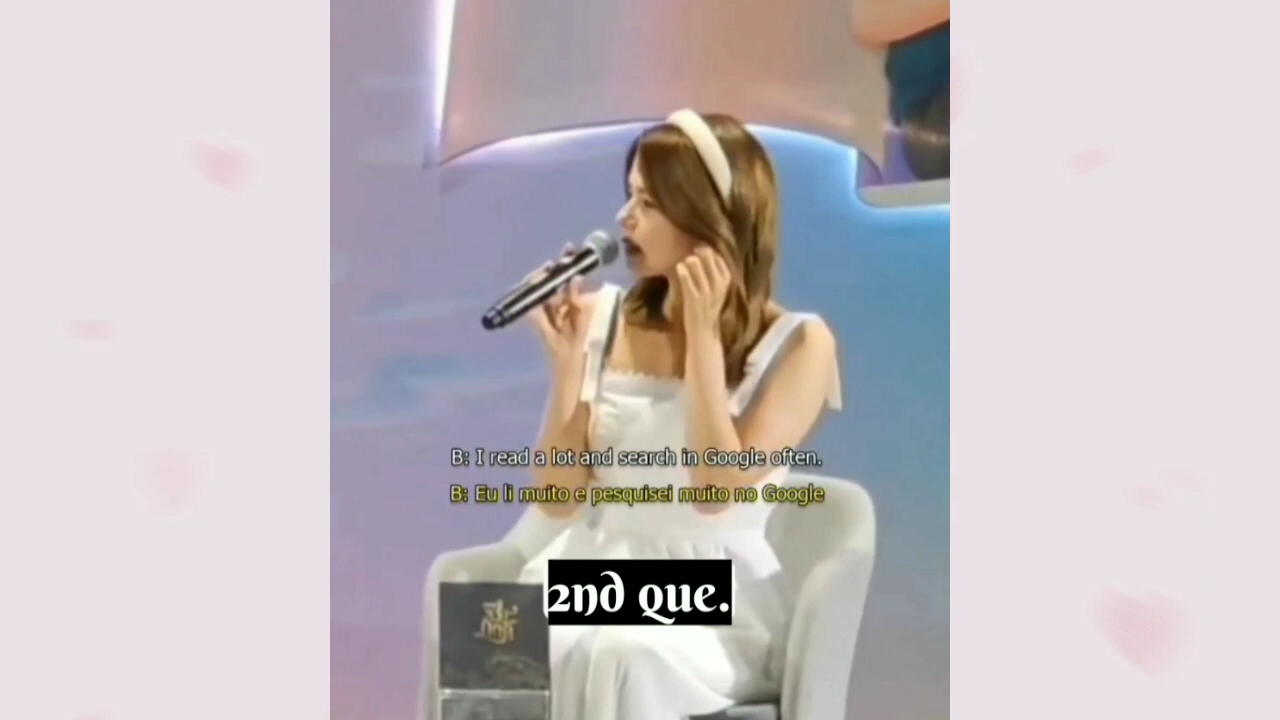 B: I read a lot and search in Google often.
B: Eu li muito e pesquisei muito no Google
2nd que.